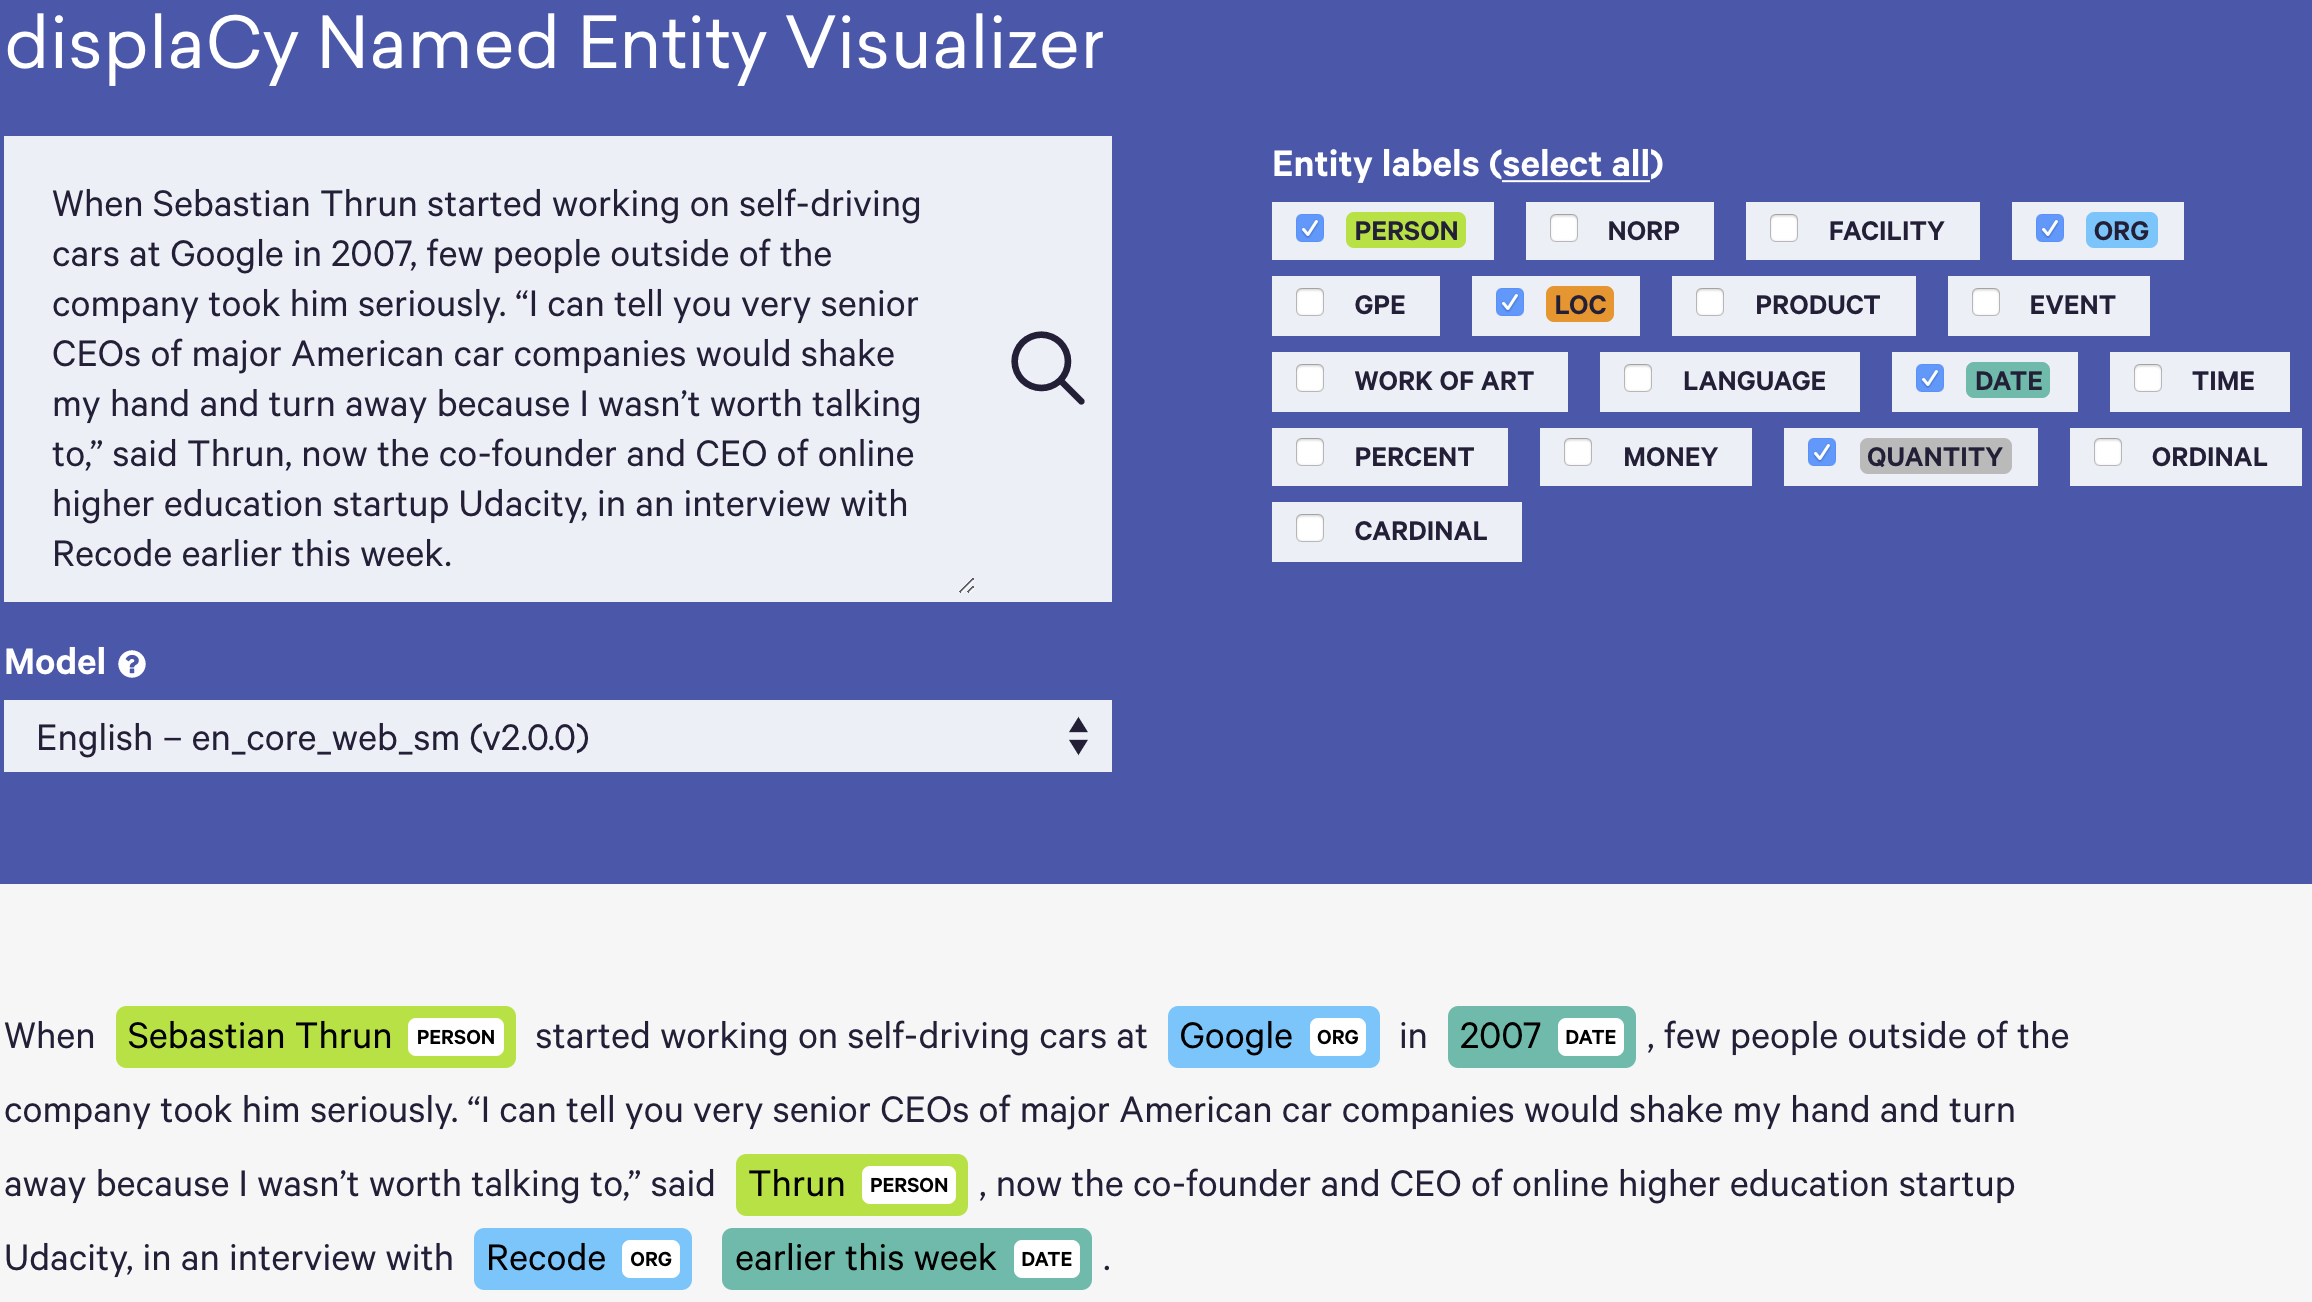 displaCy Named Entity Visualizer
When Sebastian Thrun started working on self-driving
cars at Google in 2007, few people outside of the
company took him seriously. “I can tell you very senior
CEOs of major American car companies would shake
my hand and turn away because I wasn’t worth talking
to,” said Thrun, now the co-founder and CEO of online
higher education startup Udacity, in an interview with
Recode earlier this week.
Model ?
English – en_core_web_sm (v2.0.0)
Entity labels (select all)
PERSON NORP FACILITY ORG
GPE LOC PRODUCT EVENT
WORK OF ART LANGUAGE DATE TIME
PERCENT MONEY QUANTITY ORDINAL
CARDINAL
When Sebastian Thrun PERSON started working on self-driving cars at Google ORG in 2007 DATE , few people outside of the
company took him seriously. “I can tell you very senior CEOs of major American car companies would shake my hand and turn
away because I wasn’t worth talking to,” said Thrun PERSON , now the co-founder and CEO of online higher education startup
Udacity, in an interview with Recode ORG earlier this week DATE .